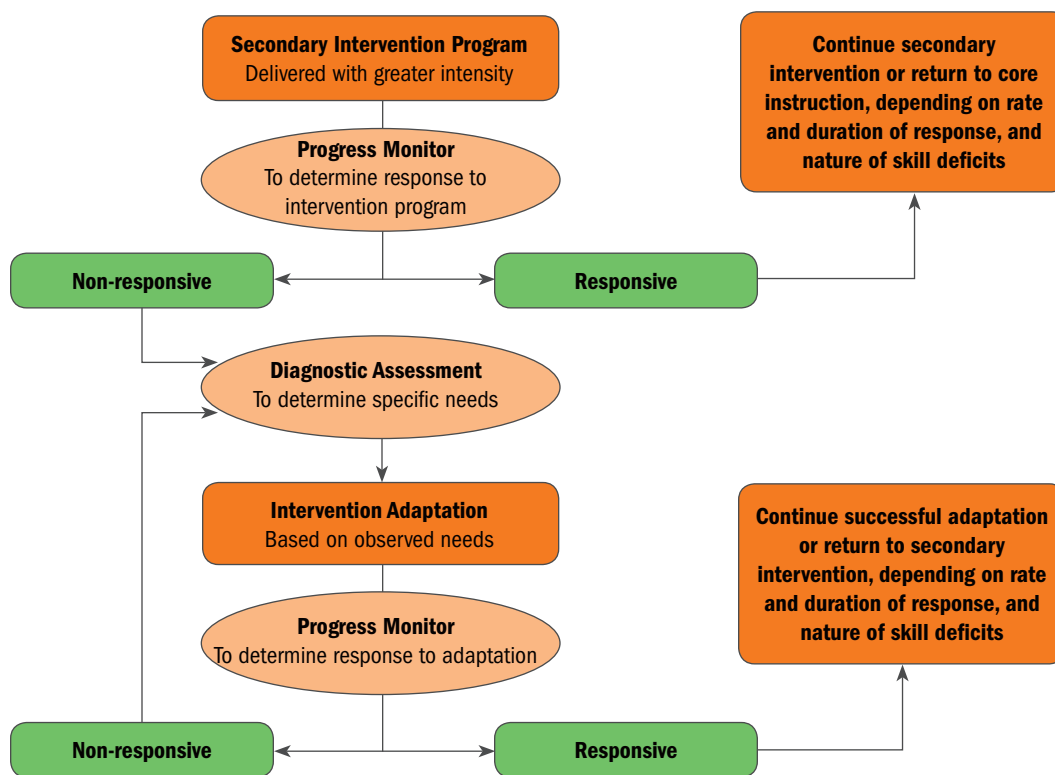 Secondary Intervention Program
Delivered with greater intensity
Continue secondary
intervention or return to core
instruction, depending on rate
and duration of response, and
nature of skill deficits
Progress Monitor
To determine response to
intervention program
Non-responsive
Responsive
Diagnostic Assessment
To determine specific needs
Intervention Adaptation
Based on observed needs
Continue successful adaptation
or return to secondary
intervention, depending on rate
and duration of response, and
nature of skill deficits
Progress Monitor
To determine response to adaptation
Non-responsive
Responsive